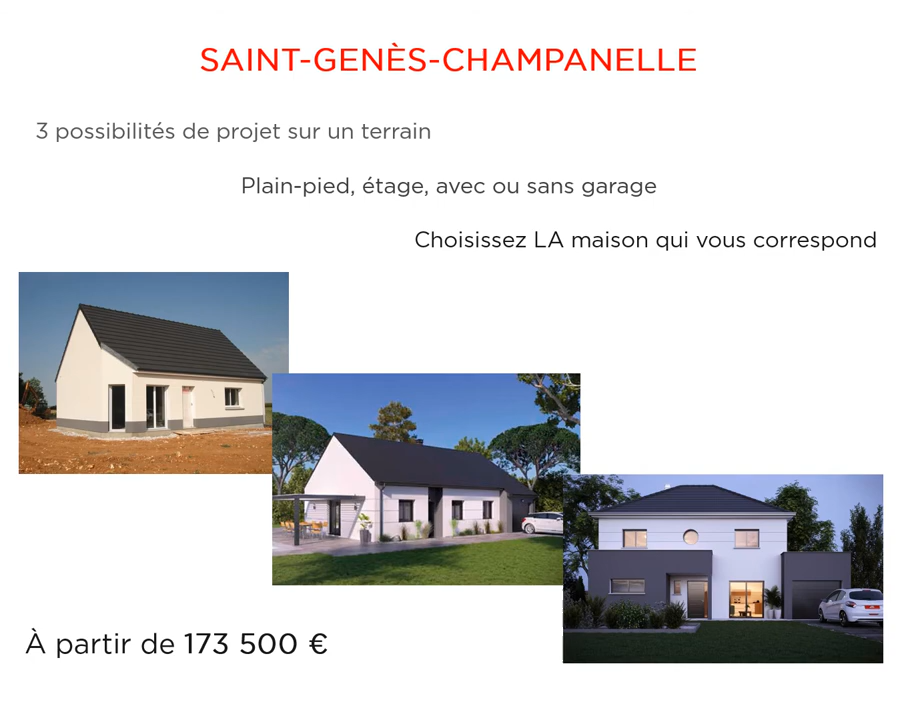 SAINT-GENÈS-CHAMPANELLE
3 possibilités de projet sur un terrain
Plain-pied, étage, avec ou sans garage
Choisissez LA maison qui vous correspond
À partir de 173 500 €